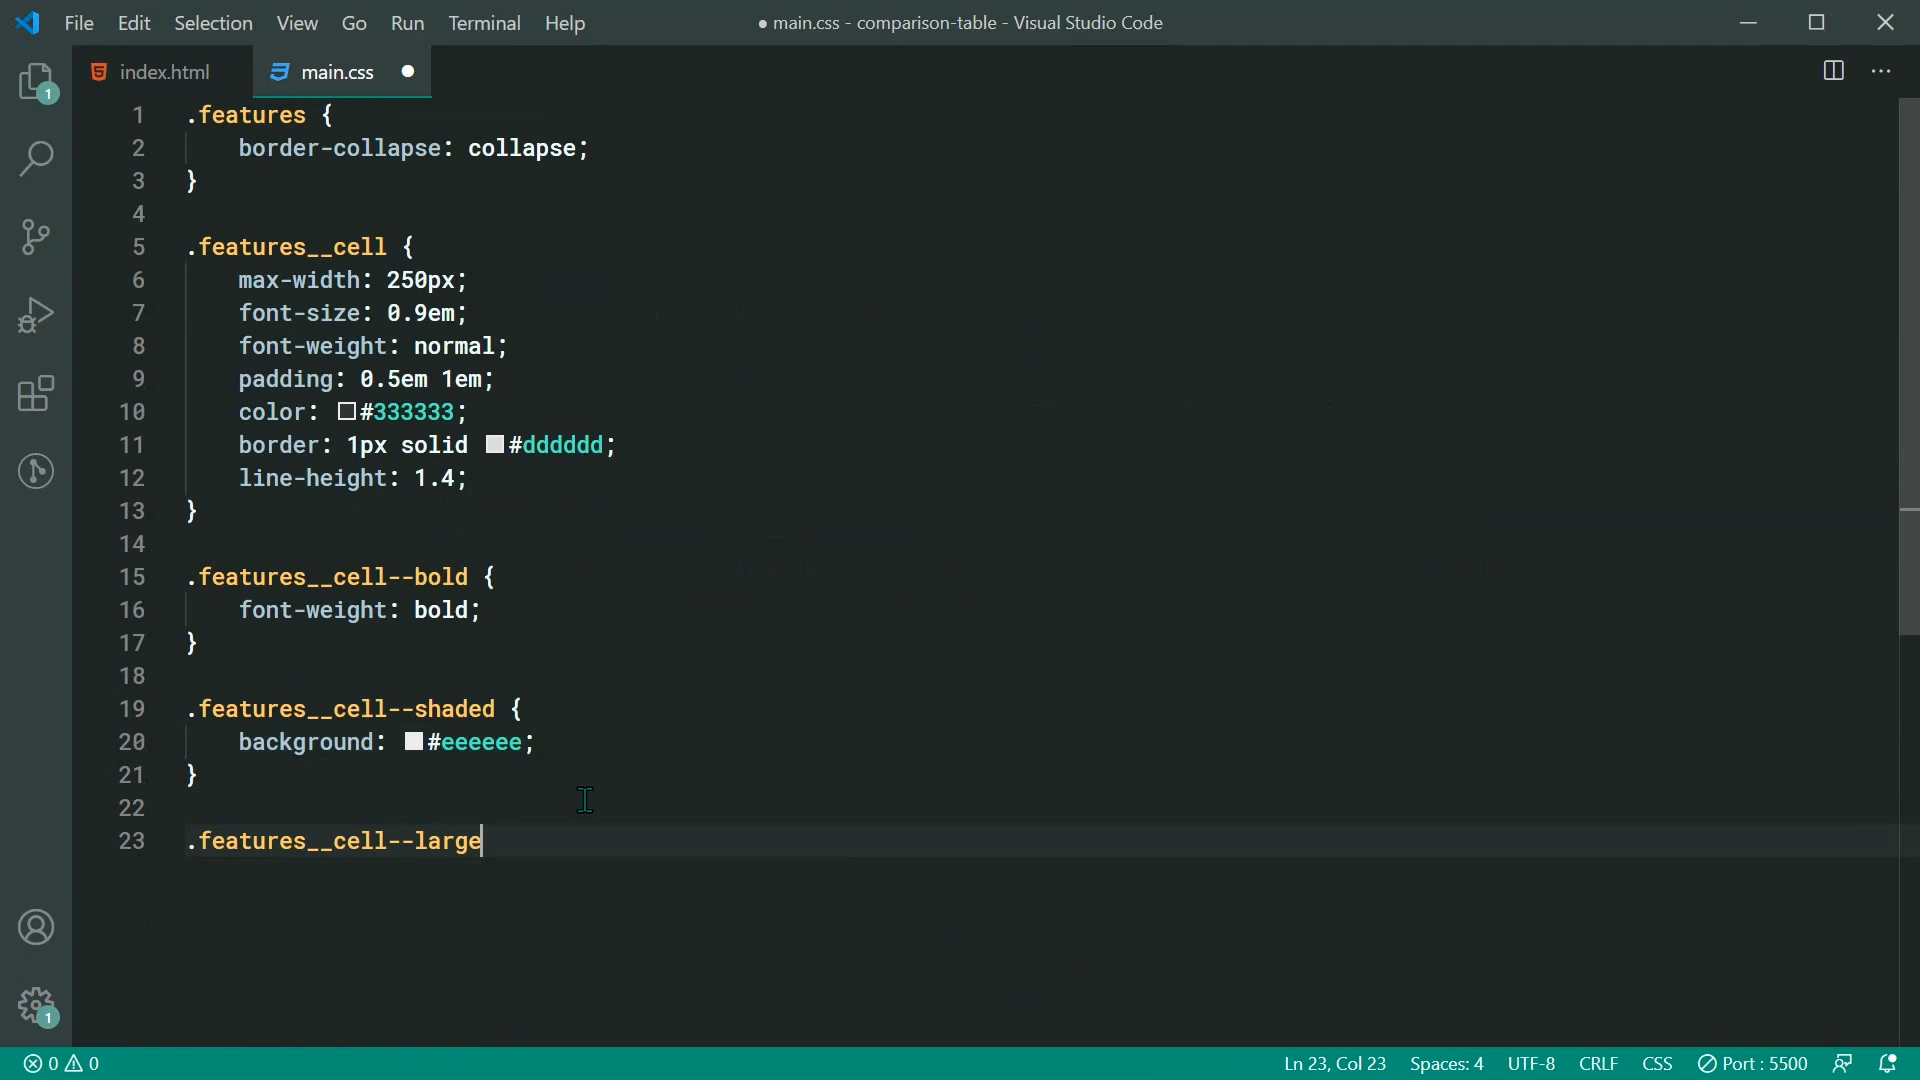 File Edit Selection View Go Run Terminal Help ● main.css - comparison-table - Visual Studio Code
index.html main.css ●
1 .features {
2 border-collapse: collapse;
3 }
4
5 .features__cell {
6 max-width: 250px;
7 font-size: 0.9em;
8 font-weight: normal;
9 padding: 0.5em 1em;
10 color: #333333;
11 border: 1px solid #dddddd;
12 line-height: 1.4;
13 }
14
15 .features__cell--bold {
16 font-weight: bold;
17 }
18
19 .features__cell--shaded {
20 background: #eeeeee;
21 }
22
23 .features__cell--large
1
1
0 0 Ln 23, Col 23 Spaces: 4 UTF-8 CRLF CSS Port : 5500